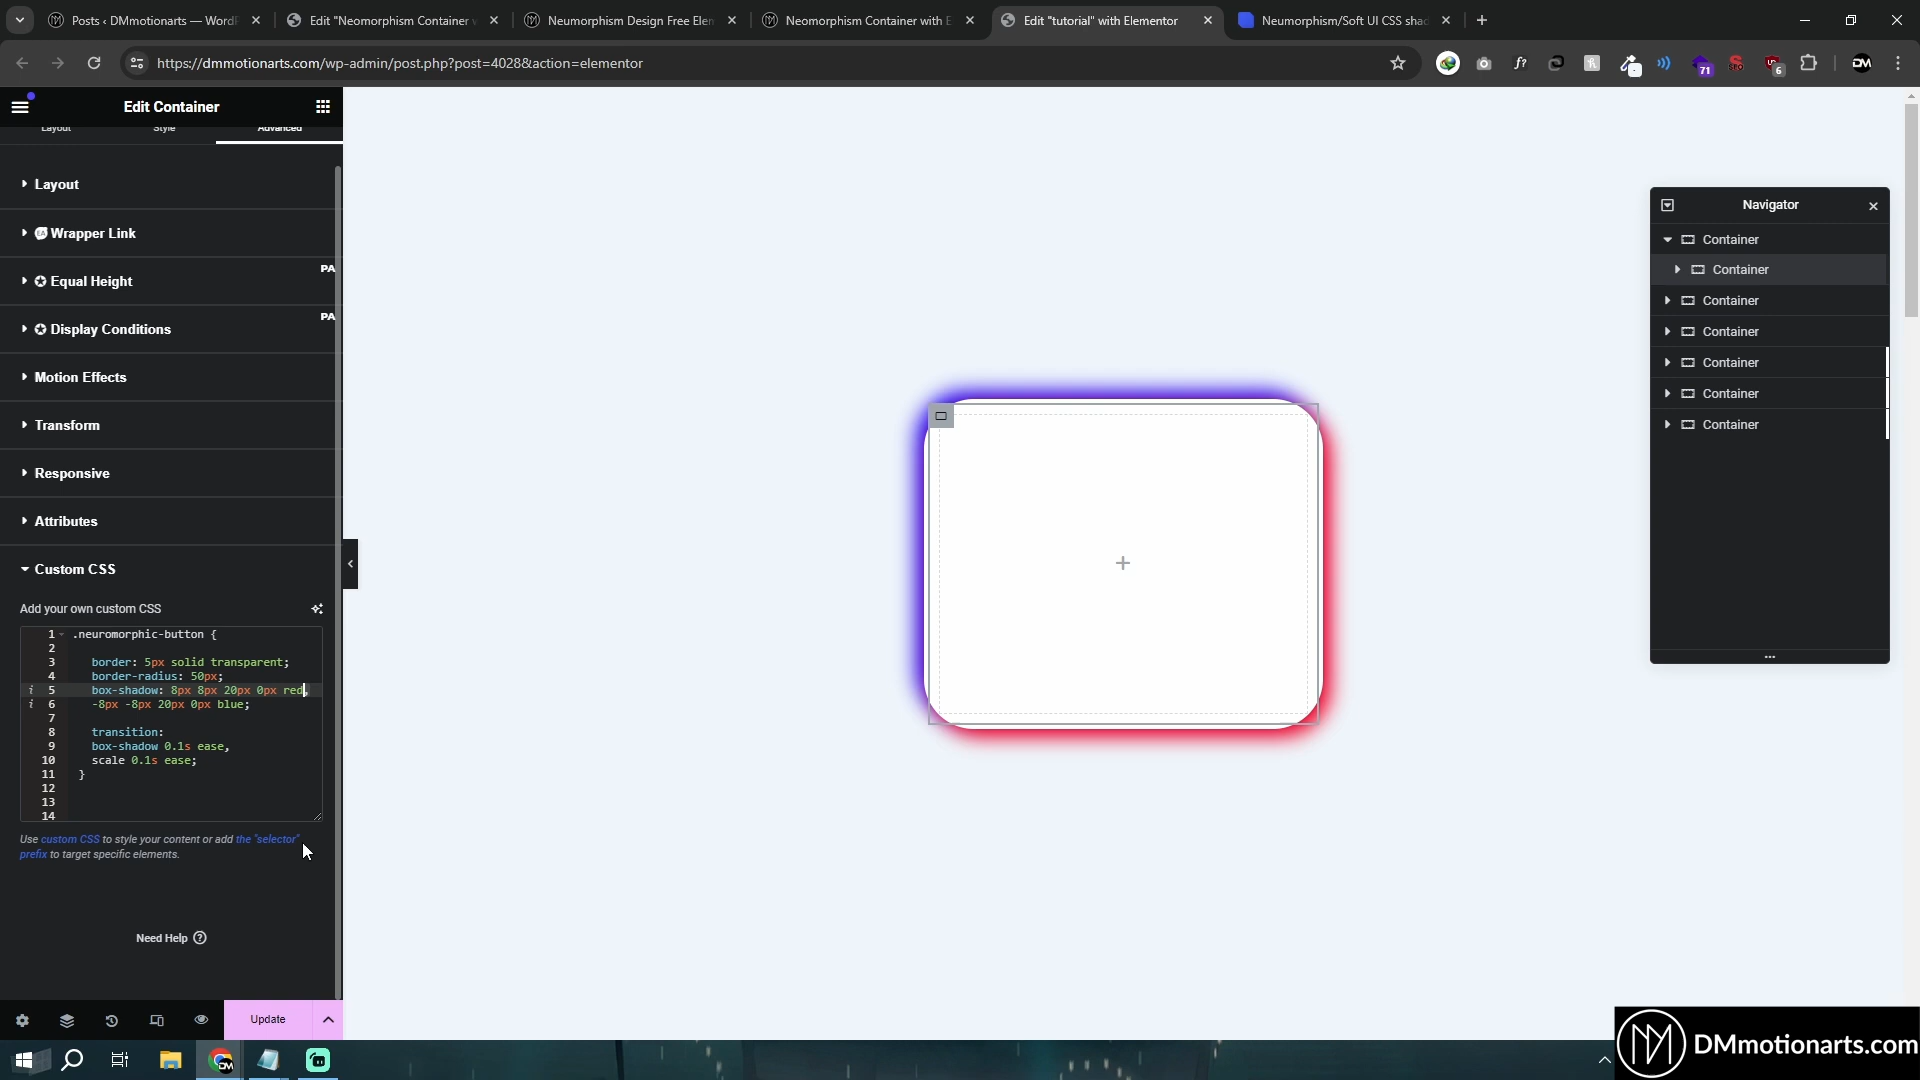 Posts ‹ DMmotionarts — WordP
Edit "Neomorphism Container w
Neumorphism Design Free Elem
Neomorphism Container with E
Edit "tutorial" with Elementor
Neumorphism/Soft UI CSS shad
https://dmmotionarts.com/wp-admin/post.php?post=4028&action=elementor
71
6
Edit Container
Layout
Style
Advanced
Layout
Wrapper Link
PA
Equal Height
PA
Display Conditions
Motion Effects
Transform
Responsive
Attributes
Custom CSS
Add your own custom CSS
1 .neuromorphic-button {
2
3 border: 5px solid transparent;
4 border-radius: 50px;
5 box-shadow: 8px 8px 20px 0px red,
6 -8px -8px 20px 0px blue;
7
8 transition:
9 box-shadow 0.1s ease,
10 scale 0.1s ease;
11 }
12
13
14
Use custom CSS to style your content or add the "selector"
prefix to target specific elements.
Need Help
Update
Navigator
Container
Container
Container
Container
Container
Container
Container
DMmotionarts.com